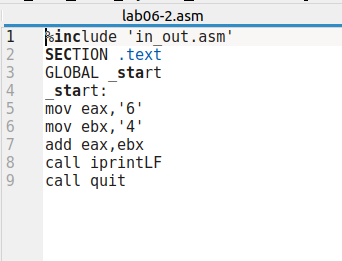 lab06-2.asm
1 %include 'in_out.asm'
2 SECTION .text
3 GLOBAL _start
4 _start:
5 mov eax,'6'
6 mov ebx,'4'
7 add eax,ebx
8 call iprintLF
9 call quit